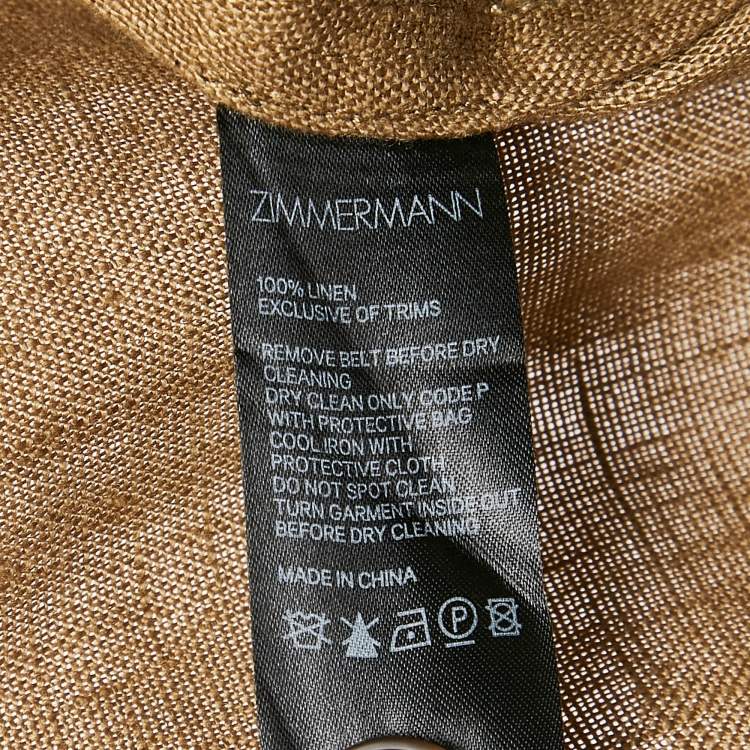 ZIMMERMANN
100% LINEN
EXCLUSIVE OF TRIMS
REMOVE BELT BEFORE DRY
CLEANING
DRY CLEAN ONLY CODE P
WITH PROTECTIVE BAG
COOL IRON WITH
PROTECTIVE CLOTH
DO NOT SPOT CLEAN
TURN GARMENT INSIDE OUT
BEFORE DRY CLEANING
MADE IN CHINA
P